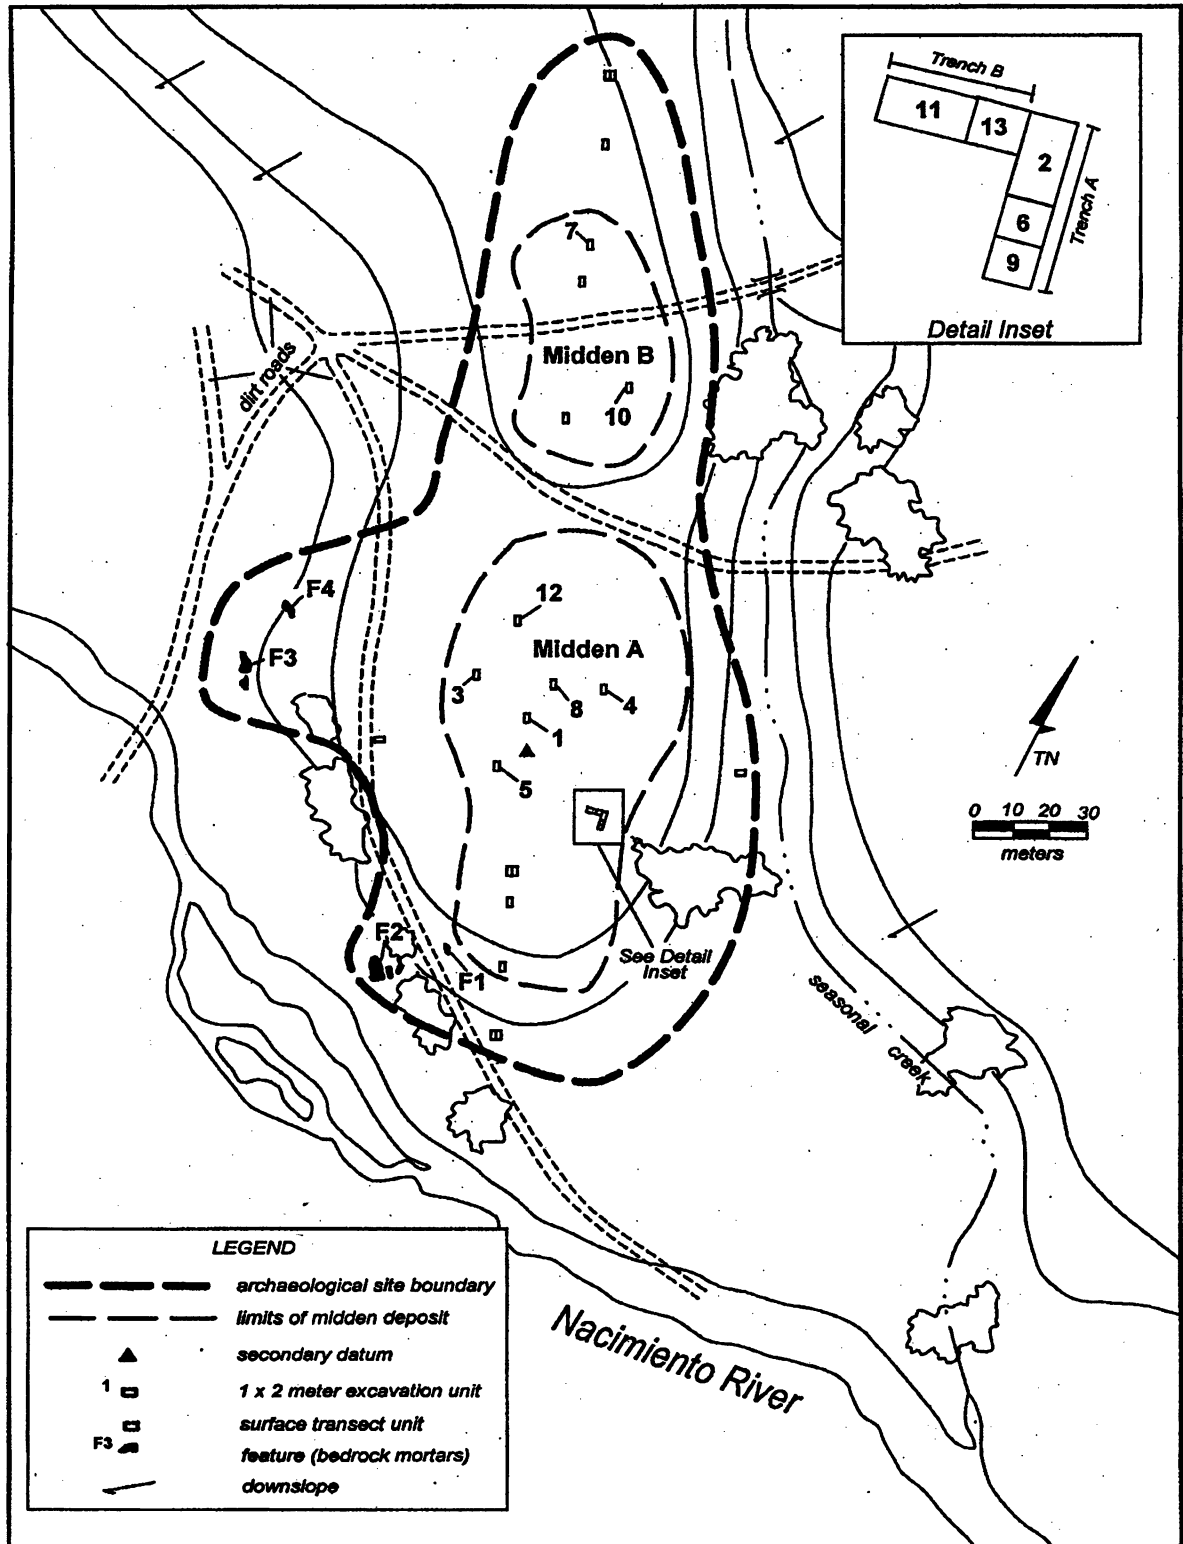 Trench B
11
13
2
6
9
Trench A
Detail Inset
7
Midden B
10
dirt roads
F4
F3
12
Midden A
3
8
4
1
5
TN
0 10 20 30
meters
F2
F1
See Detail
Inset
seasonal
creek
Nacimiento River
LEGEND
archaeological site boundary
limits of midden deposit
secondary datum
1
1 x 2 meter excavation unit
surface transect unit
F3
feature (bedrock mortars)
downslope